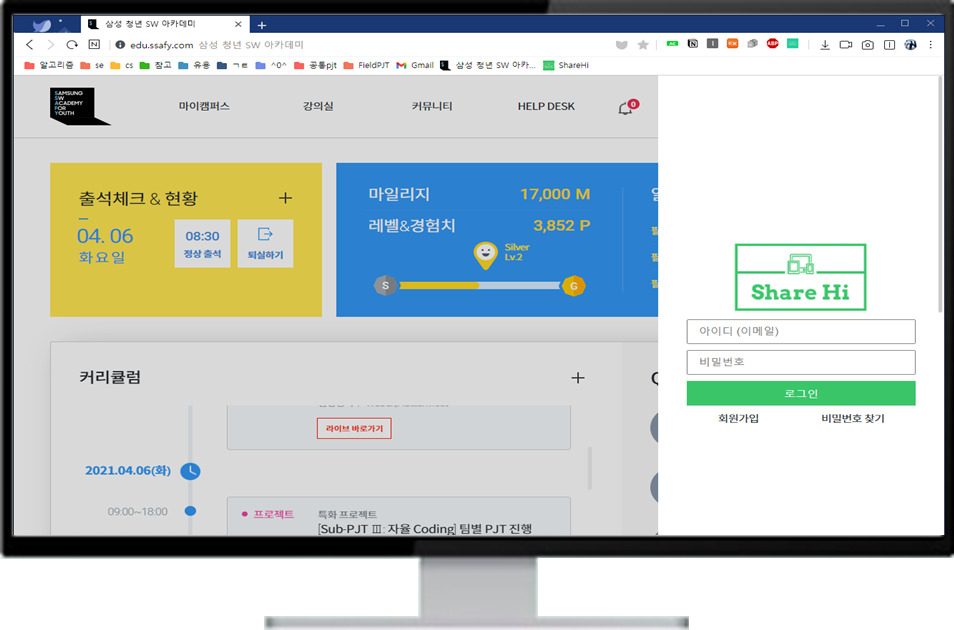 삼성 청년 SW 아카데미
edu.ssafy.com 삼성 청년 SW 아카데미
알고리즘 se cs 참고 유용 ㄱㅌ ^0^ 공통pjt FieldPJT Gmail 삼성 청년 SW 아카... ShareHi
SAMSUNG
SW
ACADEMY
FOR
YOUTH
마이캠퍼스 강의실 커뮤니티 HELP DESK 0
출석체크 & 현황
04. 06
화요일
08:30
정상 출석
퇴실하기
마일리지 17,000 M
레벨&경험치 3,852 P
Silver
Lv.2
S G
Share Hi
아이디 (이메일)
비밀번호
로그인
회원가입 비밀번호 찾기
커리큘럼
라이브 바로가기
2021.04.06(화)
09:00~18:00
프로젝트 특화 프로젝트
[Sub-PJT Ⅲ: 자율 Coding] 팀별 PJT 진행